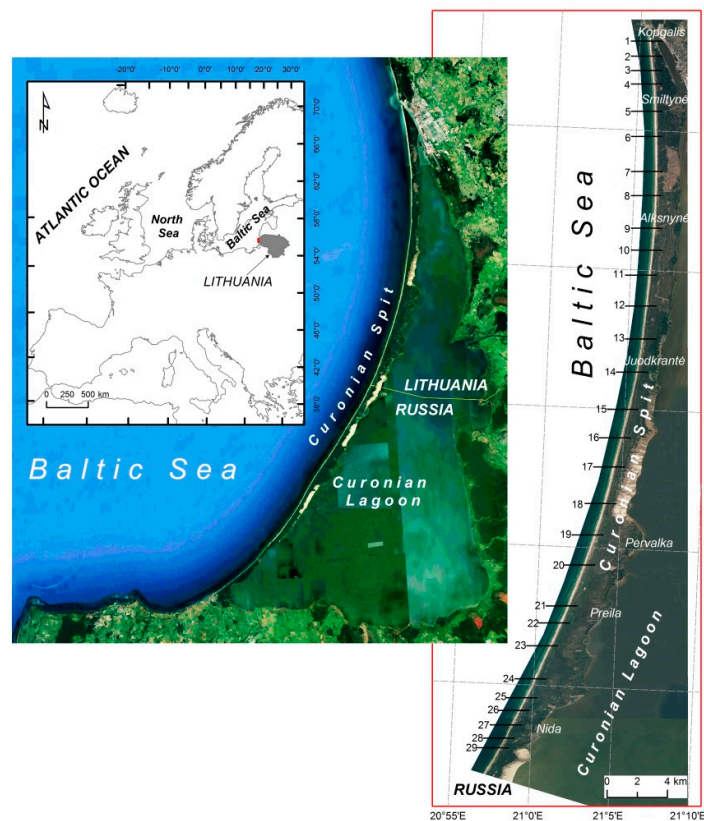 -20°0'
-10°0'
0°0'
10°0'
20°0'
30°0'
N
70°0'
66°0'
62°0'
58°0'
54°0'
50°0'
46°0'
42°0'
38°0'
ATLANTIC OCEAN
North
Sea
Baltic Sea
LITHUANIA
0 250 500 km
Curonian Spit
LITHUANIA
RUSSIA
Baltic Sea
Curonian
Lagoon
Kopgalis
1
2
3
4
Smiltynė
5
6
7
8
Alksnynė
9
10
11
12
13
Juodkrantė
14
15
16
17
18
19
Pervalka
20
21
Preila
22
23
24
25
26
27
Nida
28
29
Baltic Sea
Curonian Spit
Curonian Lagoon
RUSSIA
0 2 4 km
20°55'
21°0'
21°5'
21°10'